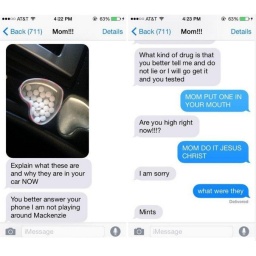 AT&T 4:22 PM 63%
Back (711) Mom!!! Details
Explain what these are
and why they are in your
car NOW
You better answer your
phone I am not playing
around Mackenzie
iMessage
AT&T 4:23 PM 63%
Back (711) Mom!!! Details
What kind of drug is that
you better tell me and do
not lie or I will go get it
and you tested
MOM PUT ONE IN
YOUR MOUTH
Are you high right
now!!!?
MOM DO IT JESUS
CHRIST
I am sorry
what were they
Delivered
Mints
iMessage